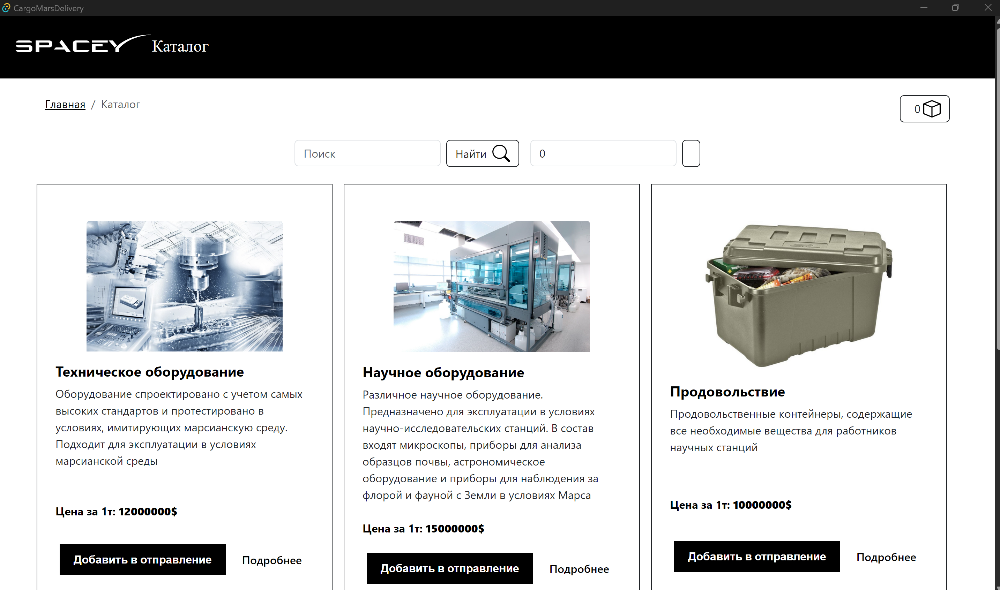 CargoMarsDelivery
SPACEY Каталог
Главная / Каталог
0
Поиск
Найти
0
Техническое оборудование
Оборудование спроектировано с учетом самых
высоких стандартов и протестировано в
условиях, имитирующих марсианскую среду.
Подходит для эксплуатации в условиях
марсианской среды
Цена за 1т: 12000000$
Добавить в отправление Подробнее
Научное оборудование
Различное научное оборудование.
Предназначено для эксплуатации в условиях
научно-исследовательских станций. В состав
входят микроскопы, приборы для анализа
образцов почвы, астрономическое
оборудование и приборы для наблюдения за
флорой и фауной с Земли в условиях Марса
Цена за 1т: 15000000$
Добавить в отправление Подробнее
Продовольствие
Продовольственные контейнеры, содержащие
все необходимые вещества для работников
научных станций
Цена за 1т: 10000000$
Добавить в отправление Подробнее